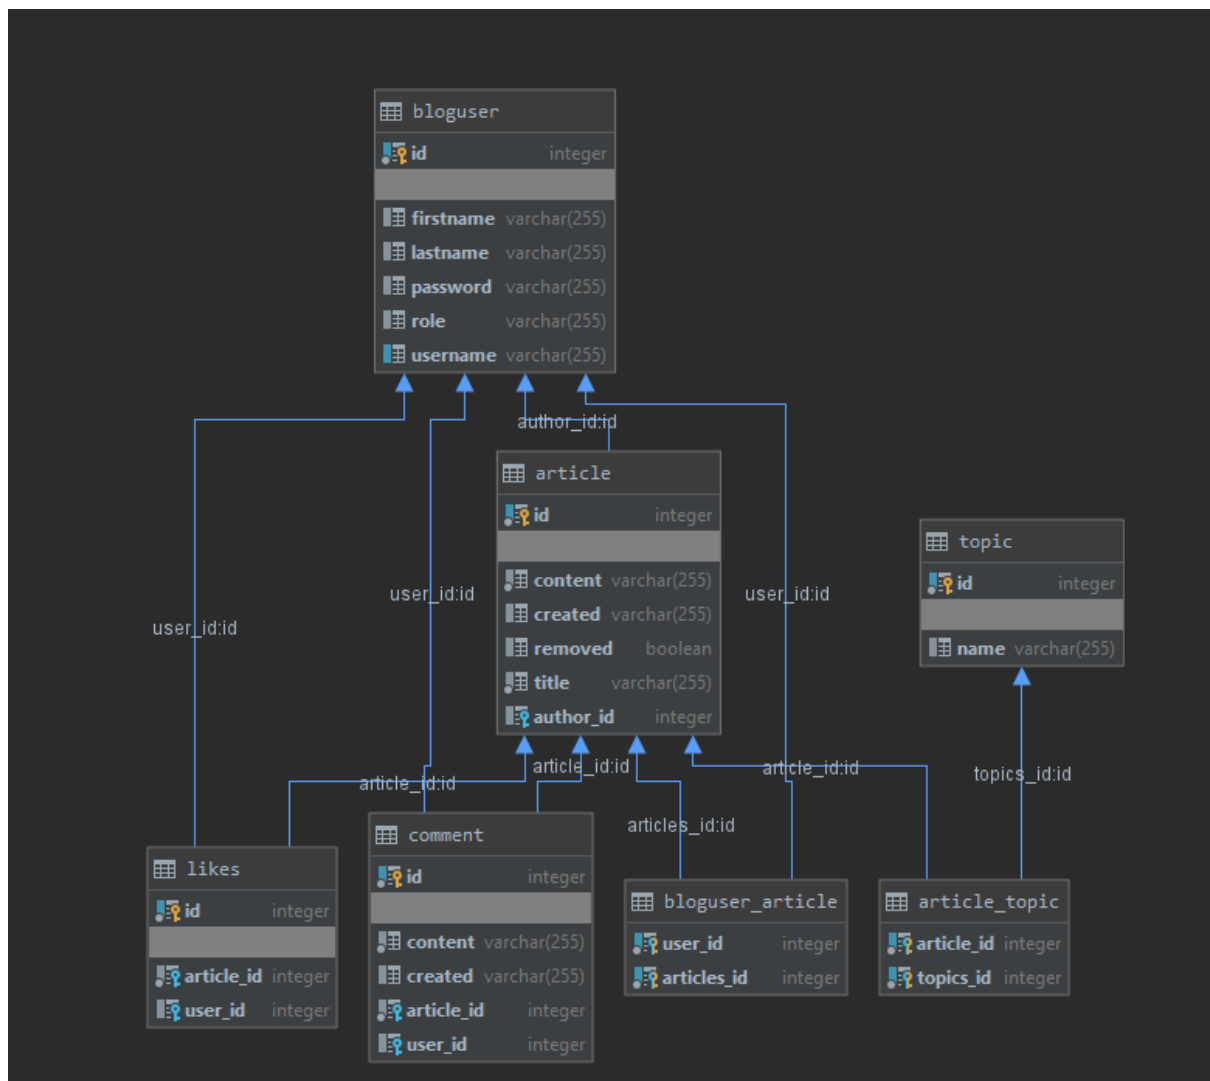 bloguser
id integer
firstname varchar(255)
lastname varchar(255)
password varchar(255)
role varchar(255)
username varchar(255)
author_id:id
article
id integer
content varchar(255)
created varchar(255)
removed boolean
title varchar(255)
author_id integer
topic
id integer
name varchar(255)
user_id:id
user_id:id
user_id:id
article_id:id
article_id:id
articles_id:id
article_id:id
topics_id:id
likes
id integer
article_id integer
user_id integer
comment
id integer
content varchar(255)
created varchar(255)
article_id integer
user_id integer
bloguser_article
user_id integer
articles_id integer
article_topic
article_id integer
topics_id integer